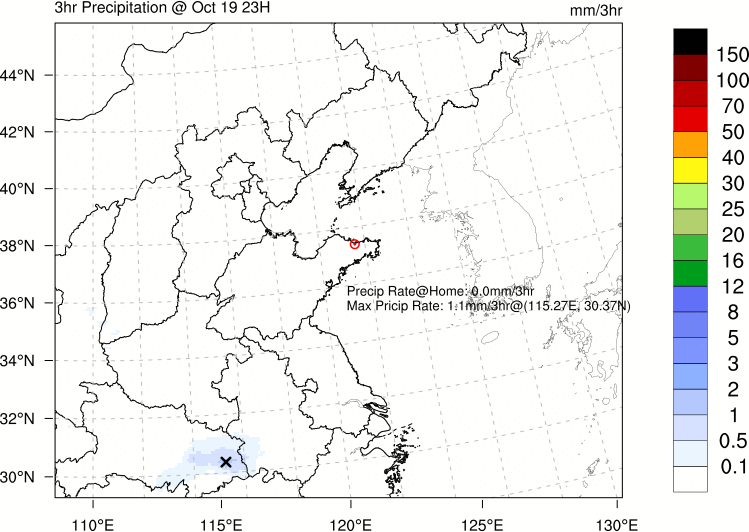 3hr Precipitation @ Oct 19 23H
mm/3hr
150
100
70
50
40
30
25
20
16
12
8
5
3
2
1
0.5
0.1
44°N
42°N
40°N
38°N
36°N
34°N
32°N
30°N
Precip Rate@Home: 0.0mm/3hr
Max Pricip Rate: 1.1mm/3hr@(115.27E, 30.37N)
110°E
115°E
120°E
125°E
130°E